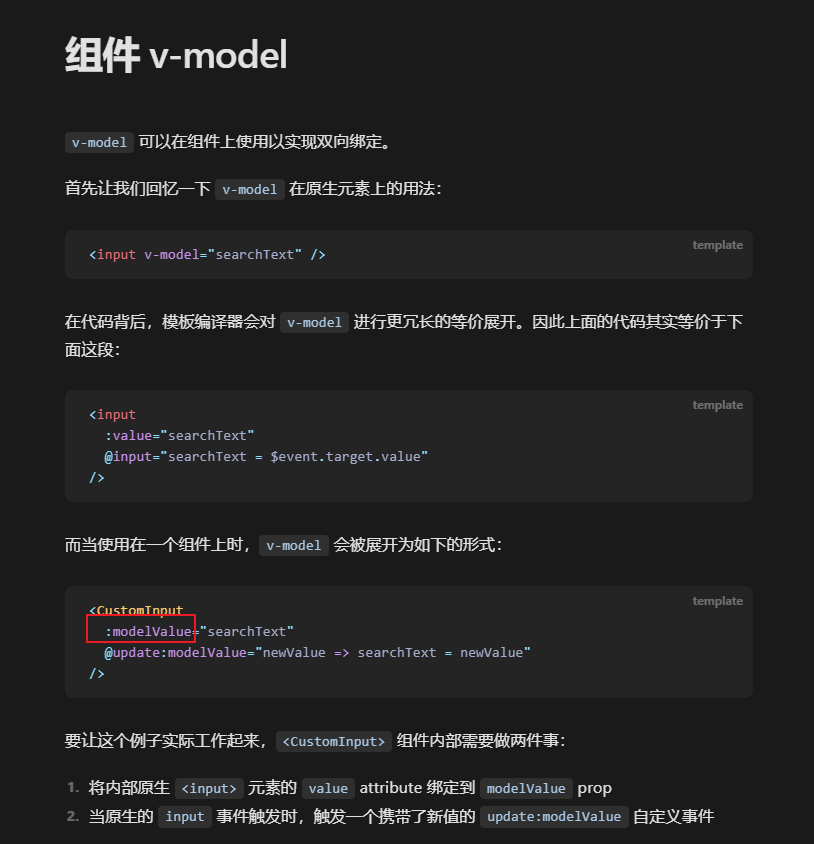 组件 v-model
v-model 可以在组件上使用以实现双向绑定。
首先让我们回忆一下 v-model 在原生元素上的用法：
template
<input v-model="searchText" />
在代码背后，模板编译器会对 v-model 进行更冗长的等价展开。因此上面的代码其实等价于下
面这段：
template
<input
  :value="searchText"
  @input="searchText = $event.target.value"
/>
而当使用在一个组件上时，v-model 会被展开为如下的形式：
template
<CustomInput
  :modelValue="searchText"
  @update:modelValue="newValue => searchText = newValue"
/>
要让这个例子实际工作起来，<CustomInput> 组件内部需要做两件事：
1. 将内部原生 <input> 元素的 value attribute 绑定到 modelValue prop
2. 当原生的 input 事件触发时，触发一个携带了新值的 update:modelValue 自定义事件